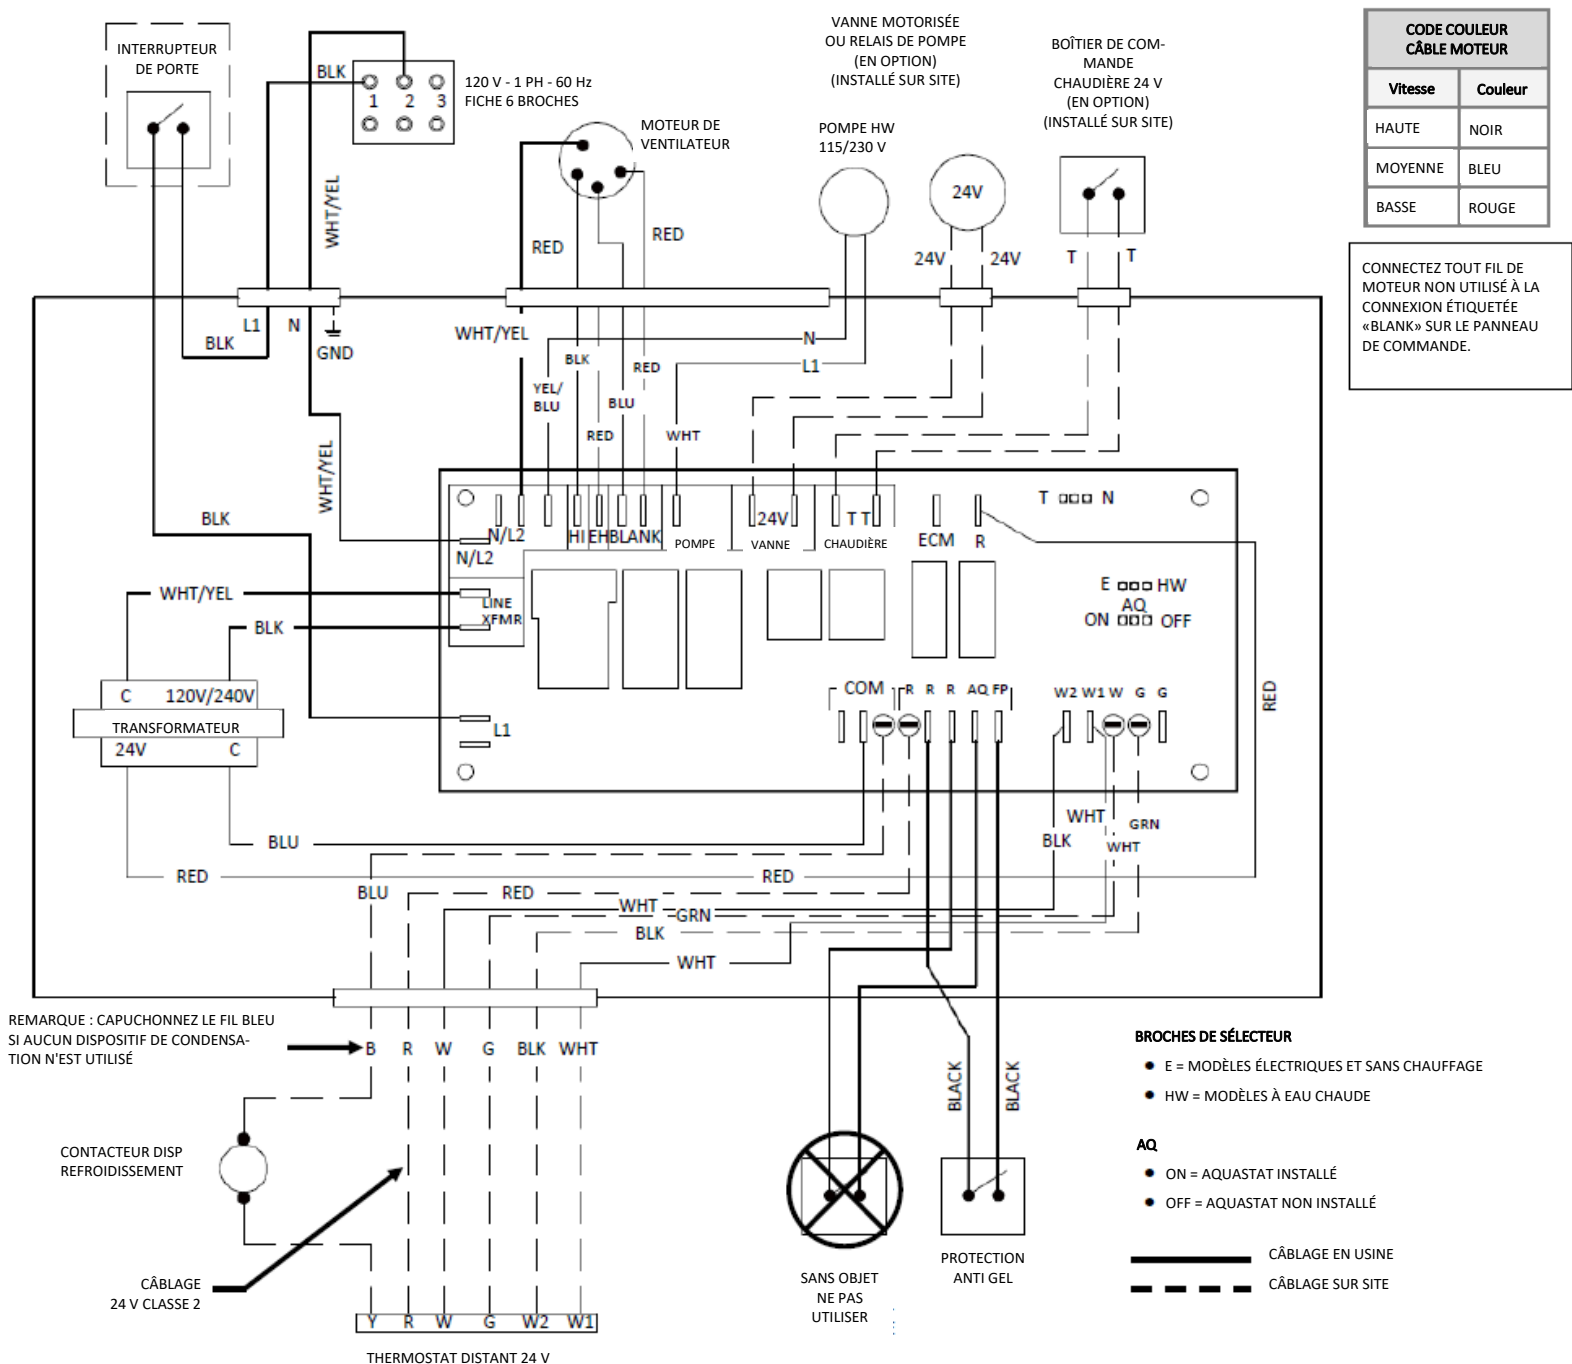 INTERRUPTEUR
DE PORTE
BLK
1 2 3
120 V - 1 PH - 60 Hz
FICHE 6 BROCHES
WHT/YEL
MOTEUR DE
VENTILATEUR
RED
RED
VANNE MOTORISÉE
OU RELAIS DE POMPE
(EN OPTION)
(INSTALLÉ SUR SITE)
POMPE HW
115/230 V
24V
24V
24V
BOÎTIER DE COM-
MANDE
CHAUDIÈRE 24 V
(EN OPTION)
(INSTALLÉ SUR SITE)
T
T
CODE COULEUR
CÂBLE MOTEUR
Vitesse Couleur
HAUTE NOIR
MOYENNE BLEU
BASSE ROUGE
CONNECTEZ TOUT FIL DE
MOTEUR NON UTILISÉ À LA
CONNEXION ÉTIQUETÉE
«BLANK» SUR LE PANNEAU
DE COMMANDE.
L1
N
GND
BLK
WHT/YEL
N
L1
BLK
RED
YEL/
BLU
BLU
RED
WHT
WHT/YEL
BLK
N/L2
N/L2
HI
EH
BLANK
POMPE
24V
VANNE
T T
CHAUDIÈRE
ECM
R
T N
E HW
AQ
ON OFF
LINE
XFMR
WHT/YEL
BLK
L1
C 120V/240V
TRANSFORMATEUR
24V C
COM R R R AQ FP
W2 W1 W G G
RED
BLU
RED
RED
BLU
RED
WHT
GRN
BLK
WHT
WHT
BLK
GRN
WHT
REMARQUE : CAPUCHONNEZ LE FIL BLEU
SI AUCUN DISPOSITIF DE CONDENSA-
TION N'EST UTILISÉ
B R W G BLK WHT
CONTACTEUR DISP
REFROIDISSEMENT
CÂBLAGE
24 V CLASSE 2
Y R W G W2 W1
THERMOSTAT DISTANT 24 V
BLACK
BLACK
SANS OBJET
NE PAS
UTILISER
PROTECTION
ANTI GEL
BROCHES DE SÉLECTEUR
E = MODÈLES ÉLECTRIQUES ET SANS CHAUFFAGE
HW = MODÈLES À EAU CHAUDE
AQ
ON = AQUASTAT INSTALLÉ
OFF = AQUASTAT NON INSTALLÉ
CÂBLAGE EN USINE
CÂBLAGE SUR SITE